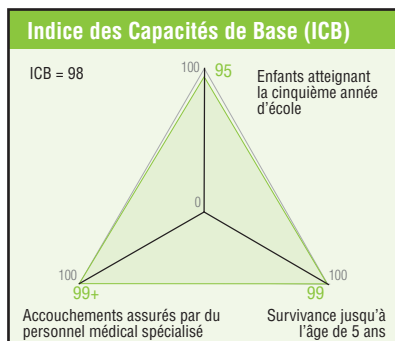 Indice des Capacités de Base (ICB)
ICB = 98
100
95
Enfants atteignant
la cinquième année
d'école
0
100
99+
Accouchements assurés par du
personnel médical spécialisé
100
99
Survivance jusqu'à
l'âge de 5 ans